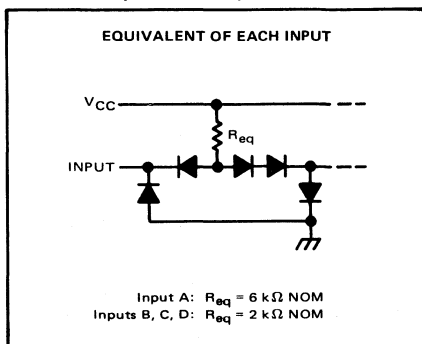 EQUIVALENT OF EACH INPUT
VCC
Req
INPUT
Input A: Req = 6 kΩ NOM
Inputs B, C, D: Req = 2 kΩ NOM